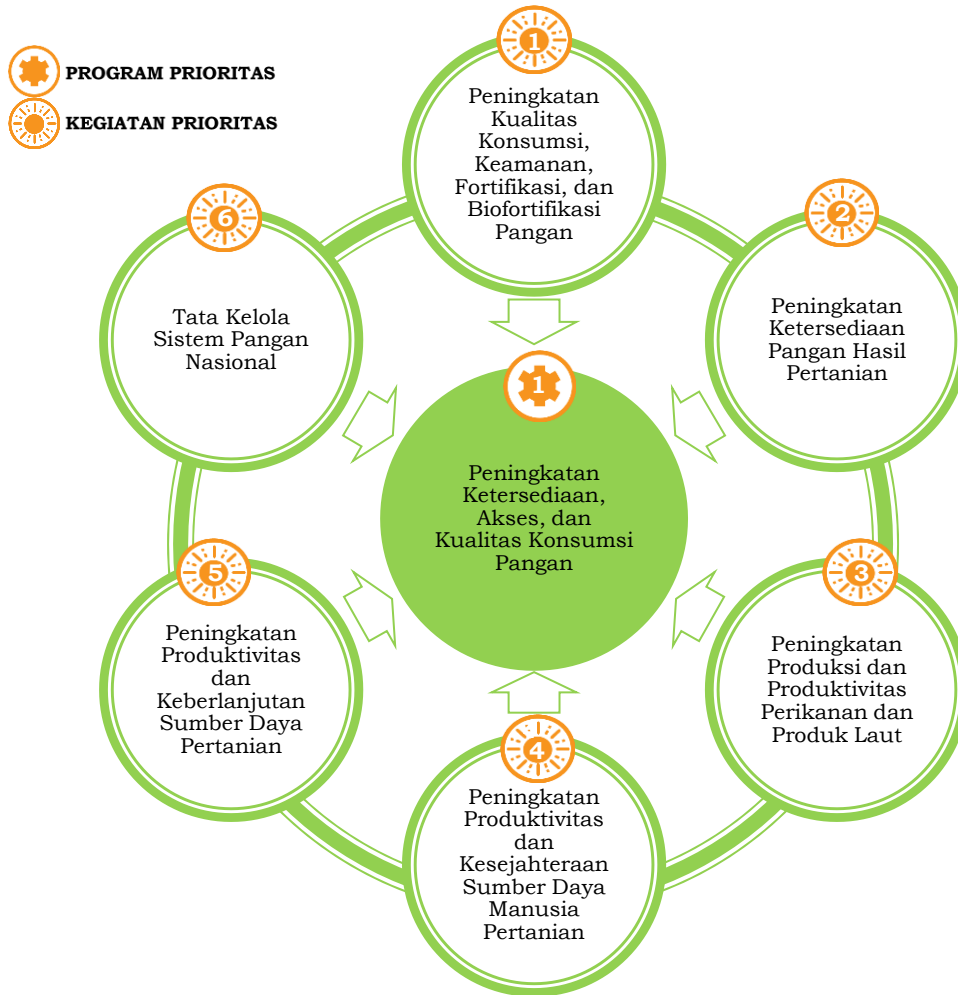 PROGRAM PRIORITAS
KEGIATAN PRIORITAS
1
Peningkatan
Kualitas
Konsumsi,
Keamanan,
Fortifikasi, dan
Biofortifikasi
Pangan
2
Peningkatan
Ketersediaan
Pangan Hasil
Pertanian
3
Peningkatan
Produksi dan
Produktivitas
Perikanan dan
Produk Laut
4
Peningkatan
Produktivitas
dan
Kesejahteraan
Sumber Daya
Manusia
Pertanian
5
Peningkatan
Produktivitas
dan
Keberlanjutan
Sumber Daya
Pertanian
6
Tata Kelola
Sistem Pangan
Nasional
1
Peningkatan
Ketersediaan,
Akses, dan
Kualitas Konsumsi
Pangan